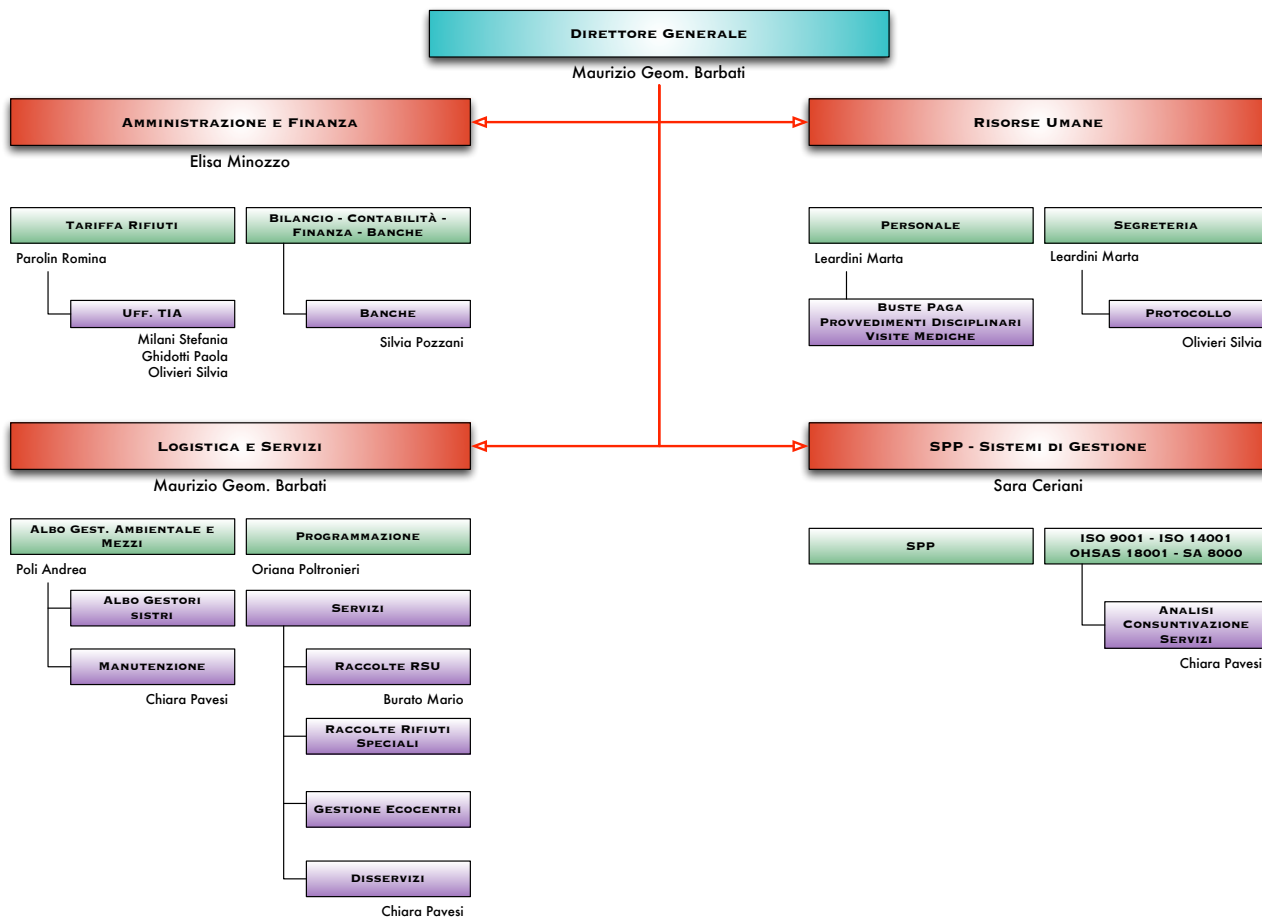 Direttore Generale
Maurizio Geom. Barbati
Amministrazione e Finanza
Elisa Minozzo
Risorse Umane
Tariffa Rifiuti
Parolin Romina
Uff. TIA
Milani Stefania
Ghidotti Paola
Olivieri Silvia
Bilancio - Contabilità -
Finanza - Banche
Banche
Silvia Pozzani
Personale
Leardini Marta
Buste Paga
Provvedimenti Disciplinari
Visite Mediche
Segreteria
Leardini Marta
Protocollo
Olivieri Silvia
Logistica e Servizi
Maurizio Geom. Barbati
SPP - Sistemi di Gestione
Sara Ceriani
Albo Gest. Ambientale e
Mezzi
Poli Andrea
Albo Gestori
sistri
Manutenzione
Chiara Pavesi
Programmazione
Oriana Poltronieri
Servizi
Raccolte RSU
Burato Mario
Raccolte Rifiuti
Speciali
Gestione Ecocentri
Disservizi
Chiara Pavesi
SPP
ISO 9001 - ISO 14001
OHSAS 18001 - SA 8000
Analisi
Consuntivazione
Servizi
Chiara Pavesi